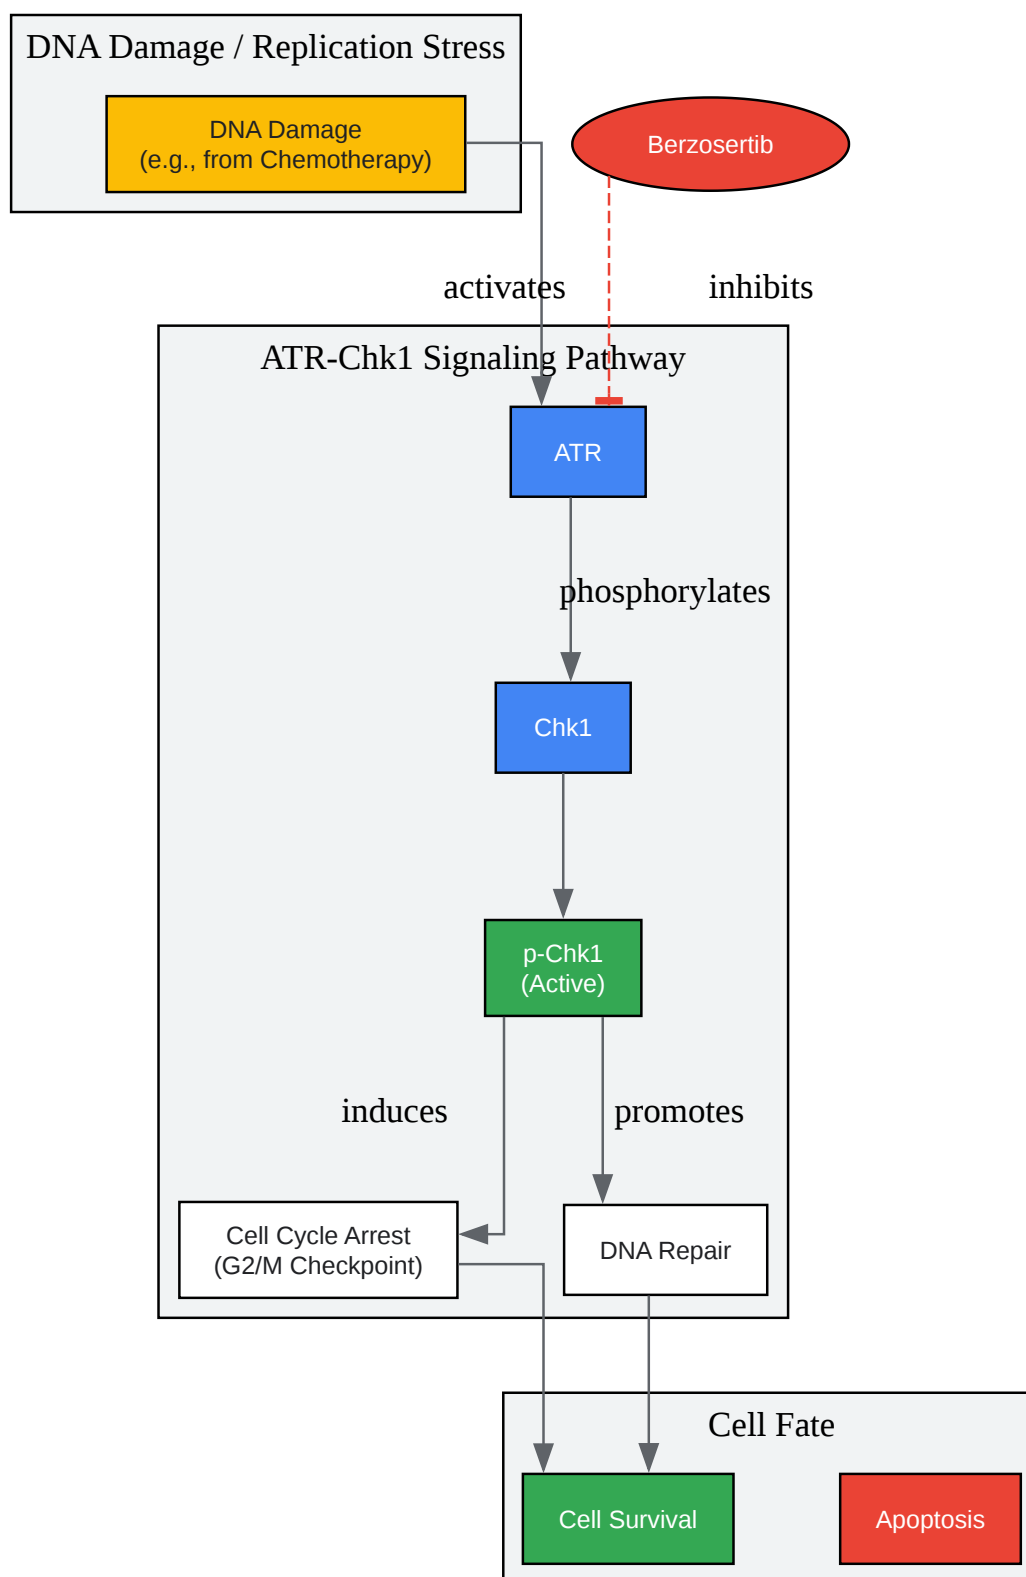 DNA Damage / Replication Stress
DNA Damage
(e.g., from Chemotherapy)
Berzosertib
activates
inhibits
ATR-Chk1 Signaling Pathway
ATR
phosphorylates
Chk1
p-Chk1
(Active)
induces
promotes
Cell Cycle Arrest
(G2/M Checkpoint)
DNA Repair
Cell Fate
Cell Survival
Apoptosis